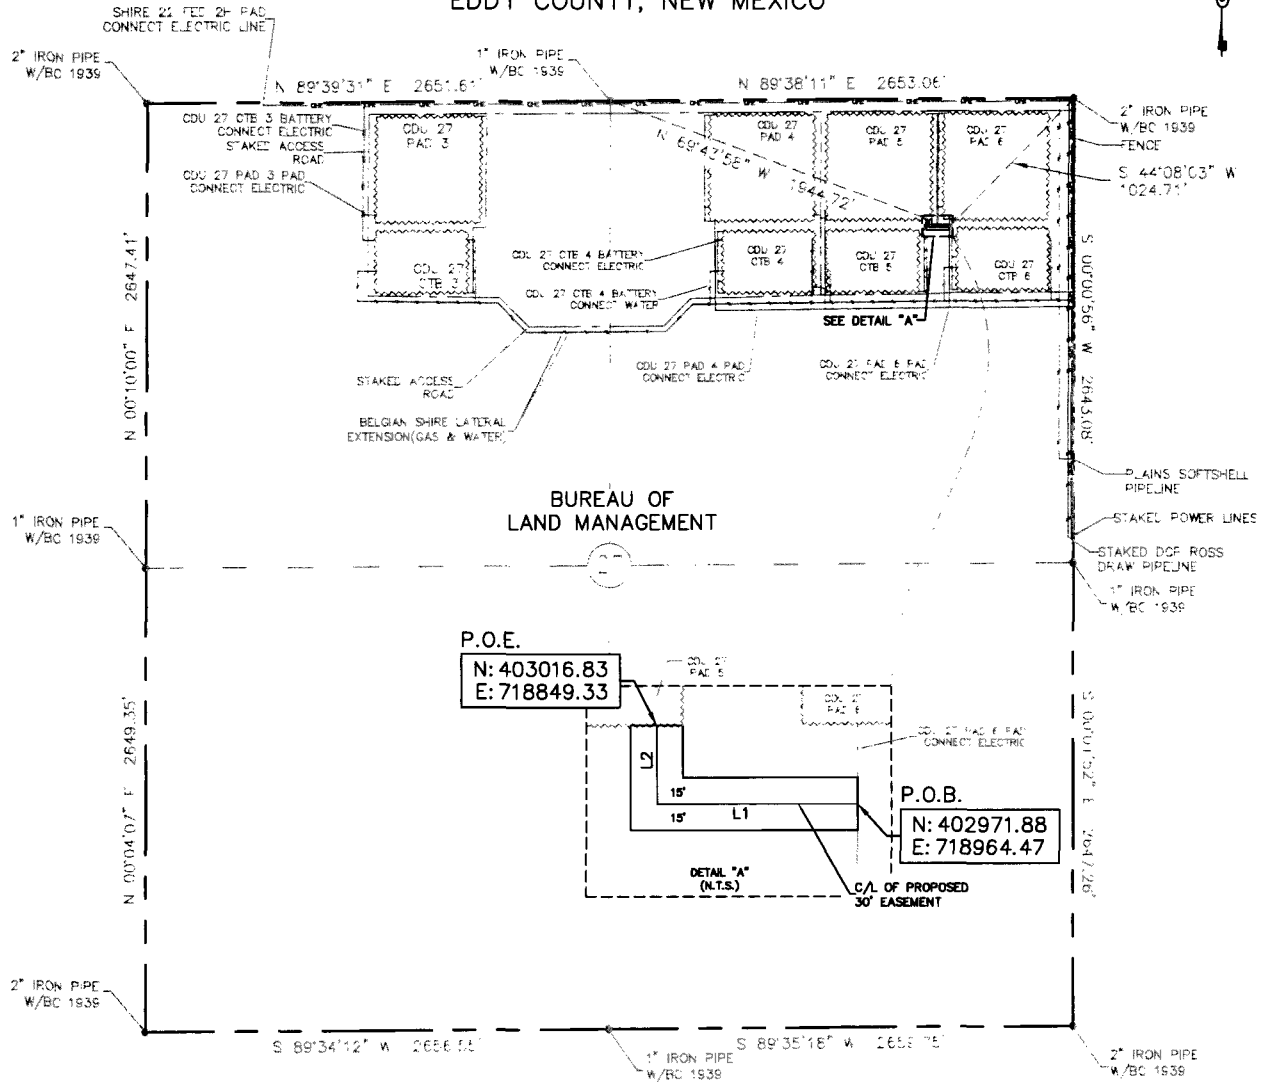 EDDY COUNTY, NEW MEXICO
CONNECT ELECTRIC LINE
2" IRON PIPE
W/BC 1939
N 89°39'31" E 2651.61'
1" IRON PIPE
W/BC 1939
N 89°38'11" E 2653.06'
2" IRON PIPE
W/BC 1939
FENCE
CDU 27 CTB 3 BATTERY
CONNECT ELECTRIC
STAKED ACCESS
ROAD
CDU 27 PAD 3 PAD
CONNECT ELECTRIC
CDU 27
PAD 3
CDU 27
PAD 4
CDU 27
PAD 5
CDU 27
PAD 6
N 69°43'58" W 1944.72'
S 44°08'03" W
1024.71'
CDU 27
CTB 3
CDU 27 CTB 4 BATTERY
CONNECT ELECTRIC
CDU 27 CTB 4 BATTERY
CONNECT WATER
CDU 27
CTB 4
CDU 27
CTB 5
CDU 27
CTB 6
SEE DETAIL "A"
CDU 27 PAD 4 PAD
CONNECT ELECTRIC
CDU 27 PAD 6 PAD
CONNECT ELECTRIC
STAKED ACCESS
ROAD
BELGIAN SHIRE LATERAL
EXTENSION(GAS & WATER)
N 00°10'00" E 2647.41'
S 00°00'56" W 2643.08'
PLAINS SOFTSHELL
PIPELINE
STAKED POWER LINES
STAKED DCP ROSS
DRAW PIPELINE
1" IRON PIPE
W/BC 1939
BUREAU OF
LAND MANAGEMENT
27
1" IRON PIPE
W/BC 1939
P.O.E.
N: 403016.83
E: 718849.33
CDU 27
PAD 5
CDU 27
PAD 6
CDU 27 PAD 6 PAD
CONNECT ELECTRIC
L2
15'
15'
L1
P.O.B.
N: 402971.88
E: 718964.47
DETAIL "A"
(N.T.S.)
C/L OF PROPOSED
30' EASEMENT
N 00°04'07" E 2649.35'
S 00°01'52" E 2647.26'
2" IRON PIPE
W/BC 1939
S 89°34'12" W 2656.55'
1" IRON PIPE
W/BC 1939
S 89°35'18" W
2" IRON PIPE
W/BC 1939